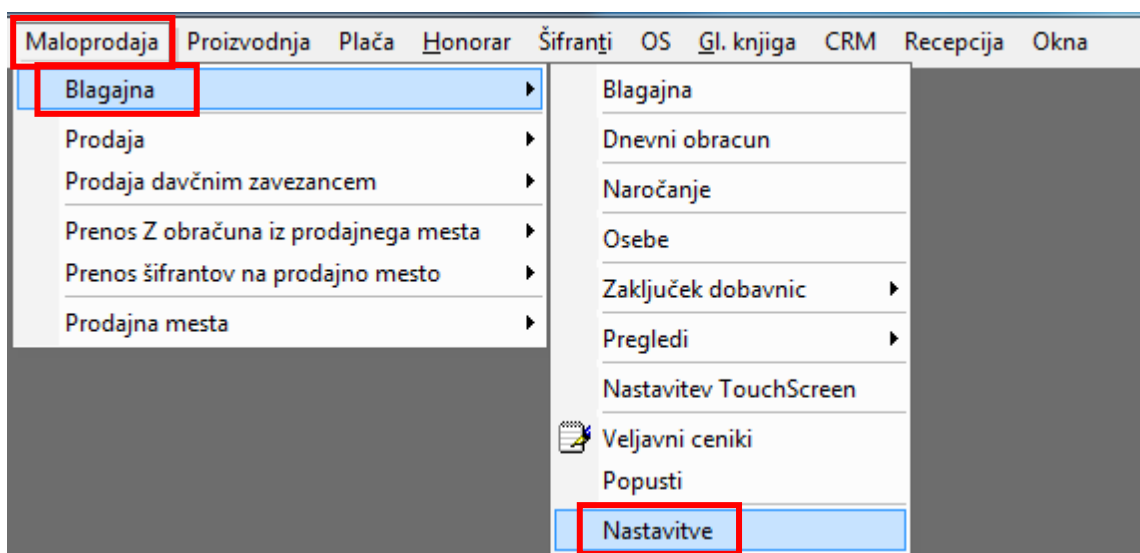 Maloprodaja Proizvodnja Plača Honorar Šifranti OS Gl. knjiga CRM Recepcija Okna
Blagajna
Prodaja
Prodaja davčnim zavezancem
Prenos Z obračuna iz prodajnega mesta
Prenos šifrantov na prodajno mesto
Prodajna mesta
Blagajna
Dnevni obracun
Naročanje
Osebe
Zaključek dobavnic
Pregledi
Nastavitev TouchScreen
Veljavni ceniki
Popusti
Nastavitve